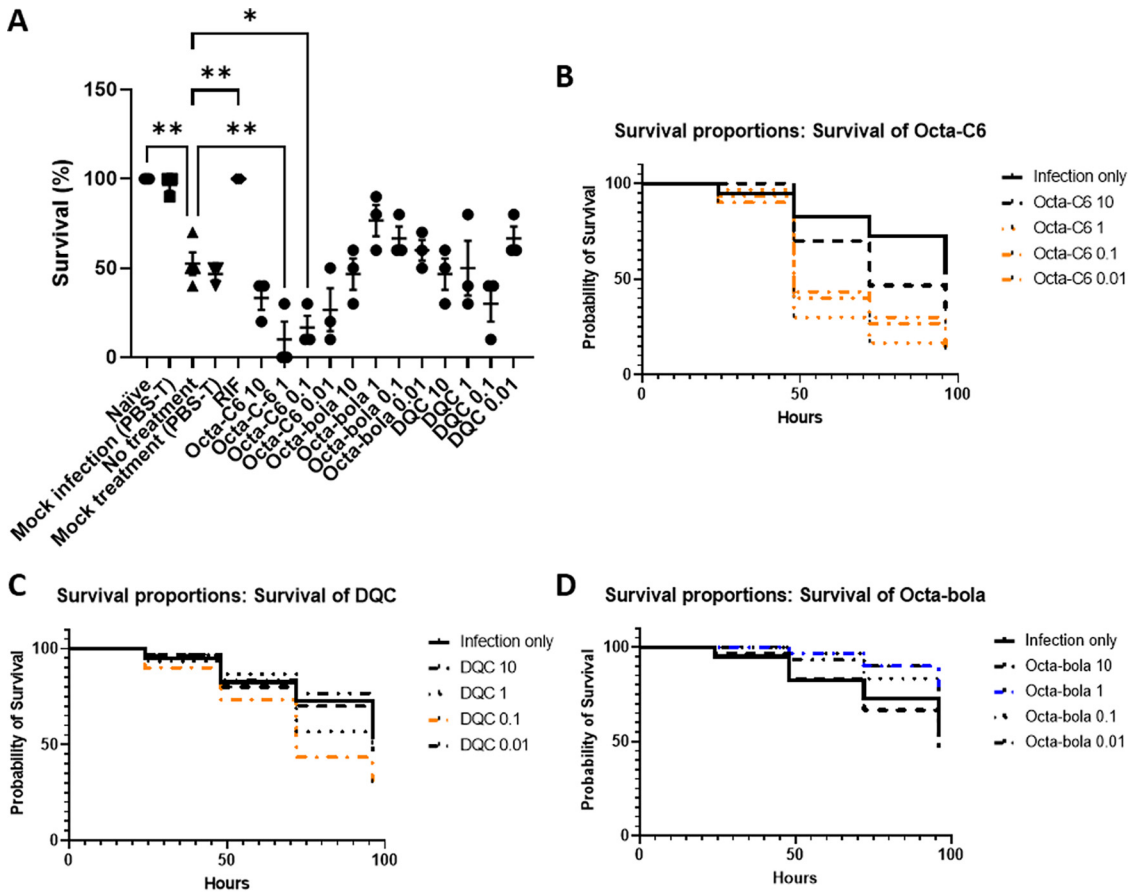 A
*
**
**
**
150
100
50
0
Survival (%)
Naïve
Mock infection (PBS-T)
No treatment
Mock treatment (PBS-T)
RIF
Octa-C6 10
Octa-C-6 1
Octa-C6 0.1
Octa-C6 0.01
Octa-bola 10
Octa-bola 1
Octa-bola 0.1
Octa-bola 0.01
DQC 10
DQC 1
DQC 0.1
DQC 0.01
B
Survival proportions: Survival of Octa-C6
Probability of Survival
100
50
0
0 50 100
Hours
Infection only
Octa-C6 10
Octa-C6 1
Octa-C6 0.1
Octa-C6 0.01
C
Survival proportions: Survival of DQC
Probability of Survival
100
50
0
0 50 100
Hours
Infection only
DQC 10
DQC 1
DQC 0.1
DQC 0.01
D
Survival proportions: Survival of Octa-bola
Probability of Survival
100
50
0
0 50 100
Hours
Infection only
Octa-bola 10
Octa-bola 1
Octa-bola 0.1
Octa-bola 0.01